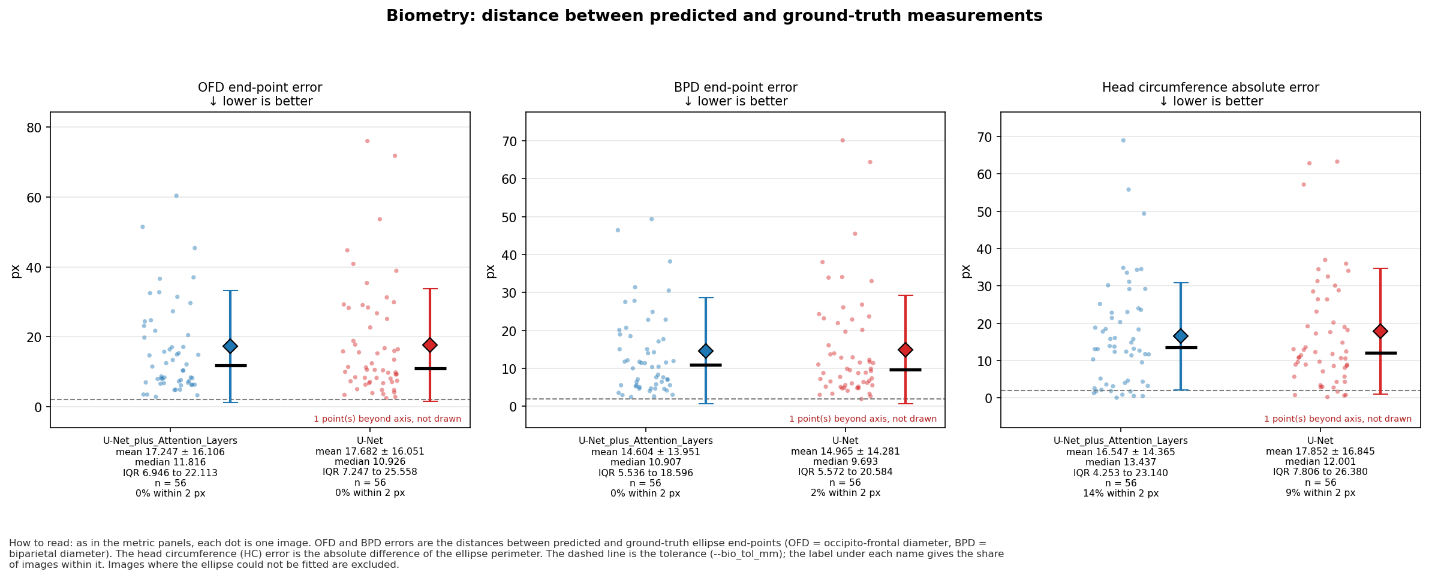 Biometry: distance between predicted and ground-truth measurements
OFD end-point error
↓ lower is better
px
80
60
40
20
0
1 point(s) beyond axis, not drawn
U-Net_plus_Attention_Layers
mean 17.247 ± 16.106
median 11.816
IQR 6.946 to 22.113
n = 56
0% within 2 px
U-Net
mean 17.682 ± 16.051
median 10.926
IQR 7.247 to 25.558
n = 56
0% within 2 px
BPD end-point error
↓ lower is better
px
70
60
50
40
30
20
10
0
1 point(s) beyond axis, not drawn
U-Net_plus_Attention_Layers
mean 14.604 ± 13.951
median 10.907
IQR 5.536 to 18.596
n = 56
0% within 2 px
U-Net
mean 14.965 ± 14.281
median 9.693
IQR 5.572 to 20.584
n = 56
2% within 2 px
Head circumference absolute error
↓ lower is better
px
70
60
50
40
30
20
10
0
1 point(s) beyond axis, not drawn
U-Net_plus_Attention_Layers
mean 16.547 ± 14.365
median 13.437
IQR 4.253 to 23.140
n = 56
14% within 2 px
U-Net
mean 17.852 ± 16.845
median 12.001
IQR 7.806 to 26.380
n = 56
9% within 2 px
How to read: as in the metric panels, each dot is one image. OFD and BPD errors are the distances between predicted and ground-truth ellipse end-points (OFD = occipito-frontal diameter, BPD =
biparietal diameter). The head circumference (HC) error is the absolute difference of the ellipse perimeter. The dashed line is the tolerance (--bio_tol_mm); the label under each name gives the share
of images within it. Images where the ellipse could not be fitted are excluded.